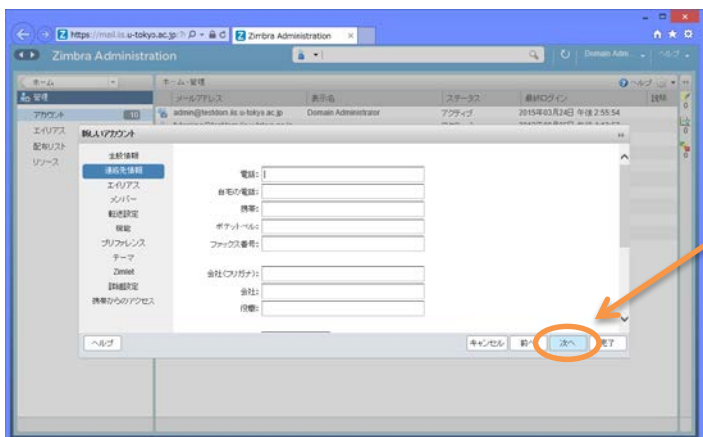 https://mail.iis.u-tokyo.ac.jp
Zimbra Administration
Zimbra Administration
Domain Adm...
ヘルプ
ホーム
ホーム-管理
ヘルプ
管理
メールアドレス
表示名
ステータス
最終ログイン
説明
アカウント
10
admin@testdom.iis.u-tokyo.ac.jp
Domain Administrator
アクティブ
2015年03月24日 午後 2:55:54
0
エイリアス
配布リスト
リソース
0
0
新しいアカウント
全般情報
連絡先情報
エイリアス
メンバー
転送設定
機能
プリファレンス
テーマ
Zimlet
詳細設定
携帯からのアクセス
電話:
自宅の電話:
携帯:
ポケットベル:
ファックス番号:
会社(フリガナ):
会社:
役職:
ヘルプ
キャンセル
前へ
次へ
完了